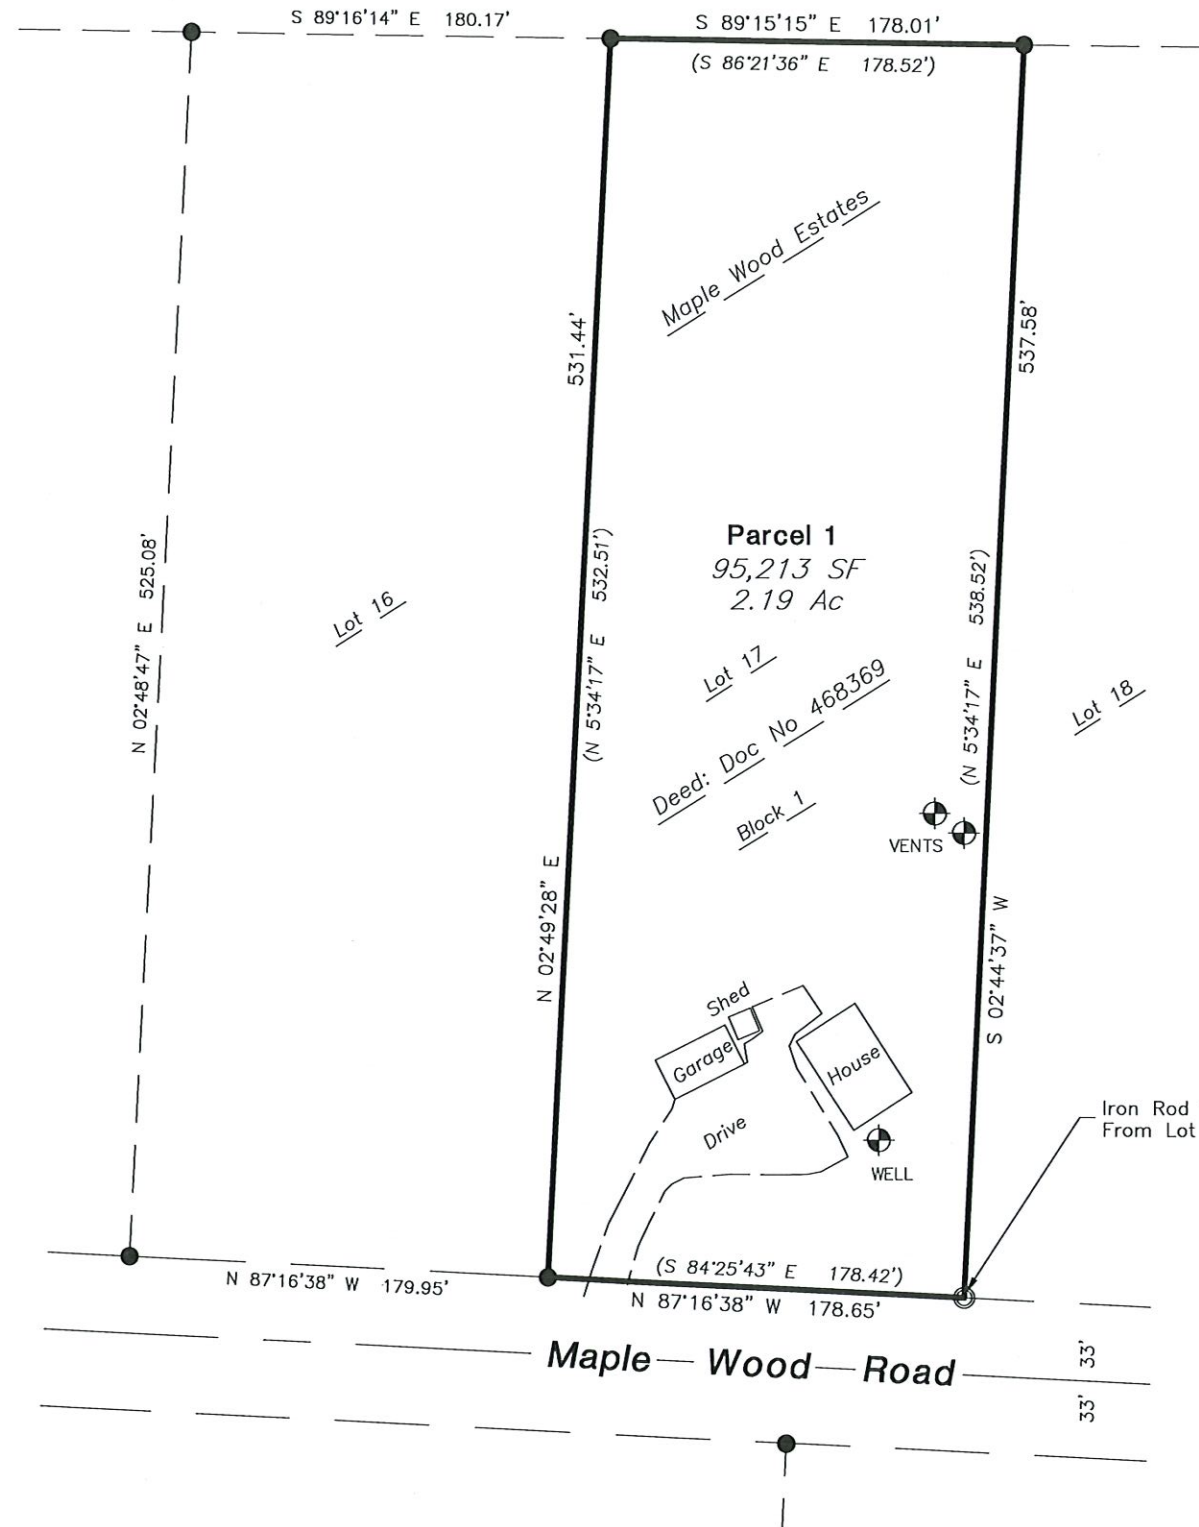 S 89°16'14" E 180.17'
S 89°15'15" E 178.01'
(S 86°21'36" E 178.52')
Maple Wood Estates
531.44'
537.58'
Parcel 1
95,213 SF
2.19 Ac
N 02°48'47" E 525.08'
Lot 16
(N 5°34'17" E 532.51')
(N 5°34'17" E 538.52')
Lot 17
Lot 18
Deed: Doc No 468369
Block 1
VENTS
N 02°49'28" E
S 02°44'37" W
Shed
Garage
House
Drive
WELL
Iron Rod
From Lot
(S 84°25'43" E 178.42')
N 87°16'38" W 179.95'
N 87°16'38" W 178.65'
Maple Wood Road
33'
33'